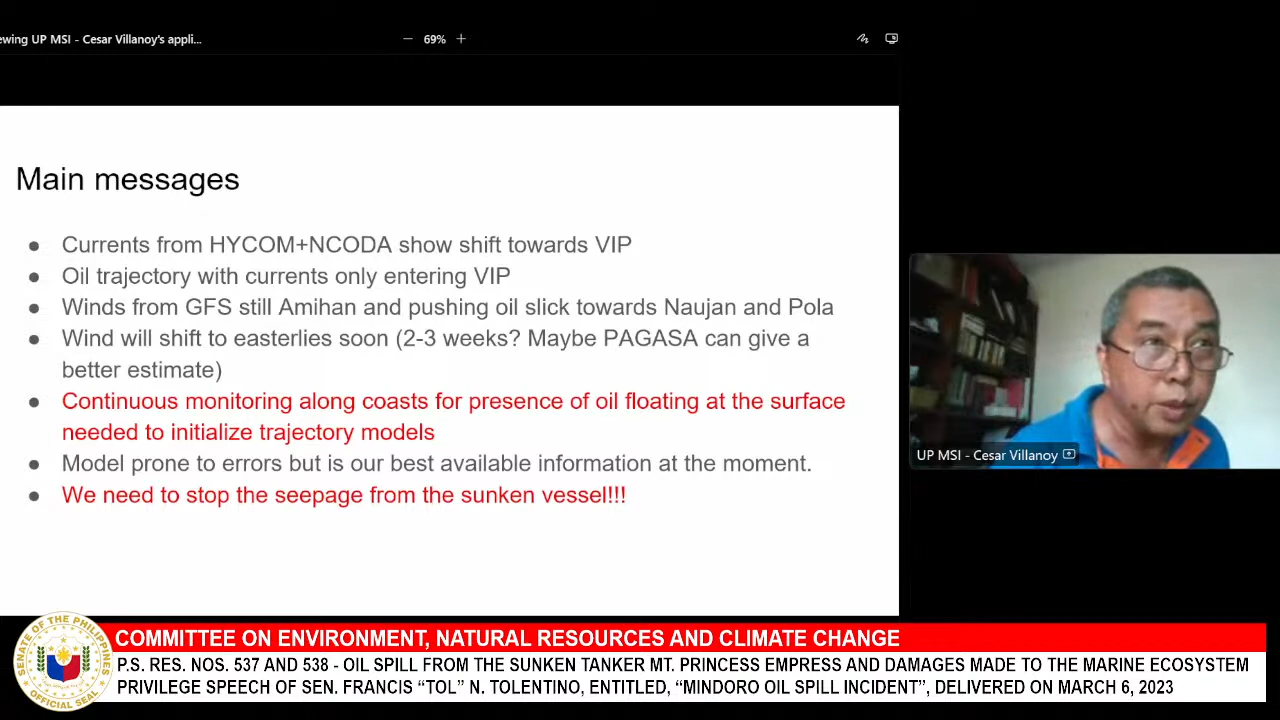 ewing UP MSI - Cesar Villanoy's appli...
69%
Main messages
● Currents from HYCOM+NCODA show shift towards VIP
● Oil trajectory with currents only entering VIP
● Winds from GFS still Amihan and pushing oil slick towards Naujan and Pola
● Wind will shift to easterlies soon (2-3 weeks? Maybe PAGASA can give a
better estimate)
● Continuous monitoring along coasts for presence of oil floating at the surface
needed to initialize trajectory models
● Model prone to errors but is our best available information at the moment.
● We need to stop the seepage from the sunken vessel!!!
UP MSI - Cesar Villanoy
SENATE OF THE PHILIPPINES
OFFICIAL SEAL
COMMITTEE ON ENVIRONMENT, NATURAL RESOURCES AND CLIMATE CHANGE
P.S. RES. NOS. 537 AND 538 - OIL SPILL FROM THE SUNKEN TANKER MT. PRINCESS EMPRESS AND DAMAGES MADE TO THE MARINE ECOSYSTEM
PRIVILEGE SPEECH OF SEN. FRANCIS “TOL” N. TOLENTINO, ENTITLED, “MINDORO OIL SPILL INCIDENT”, DELIVERED ON MARCH 6, 2023